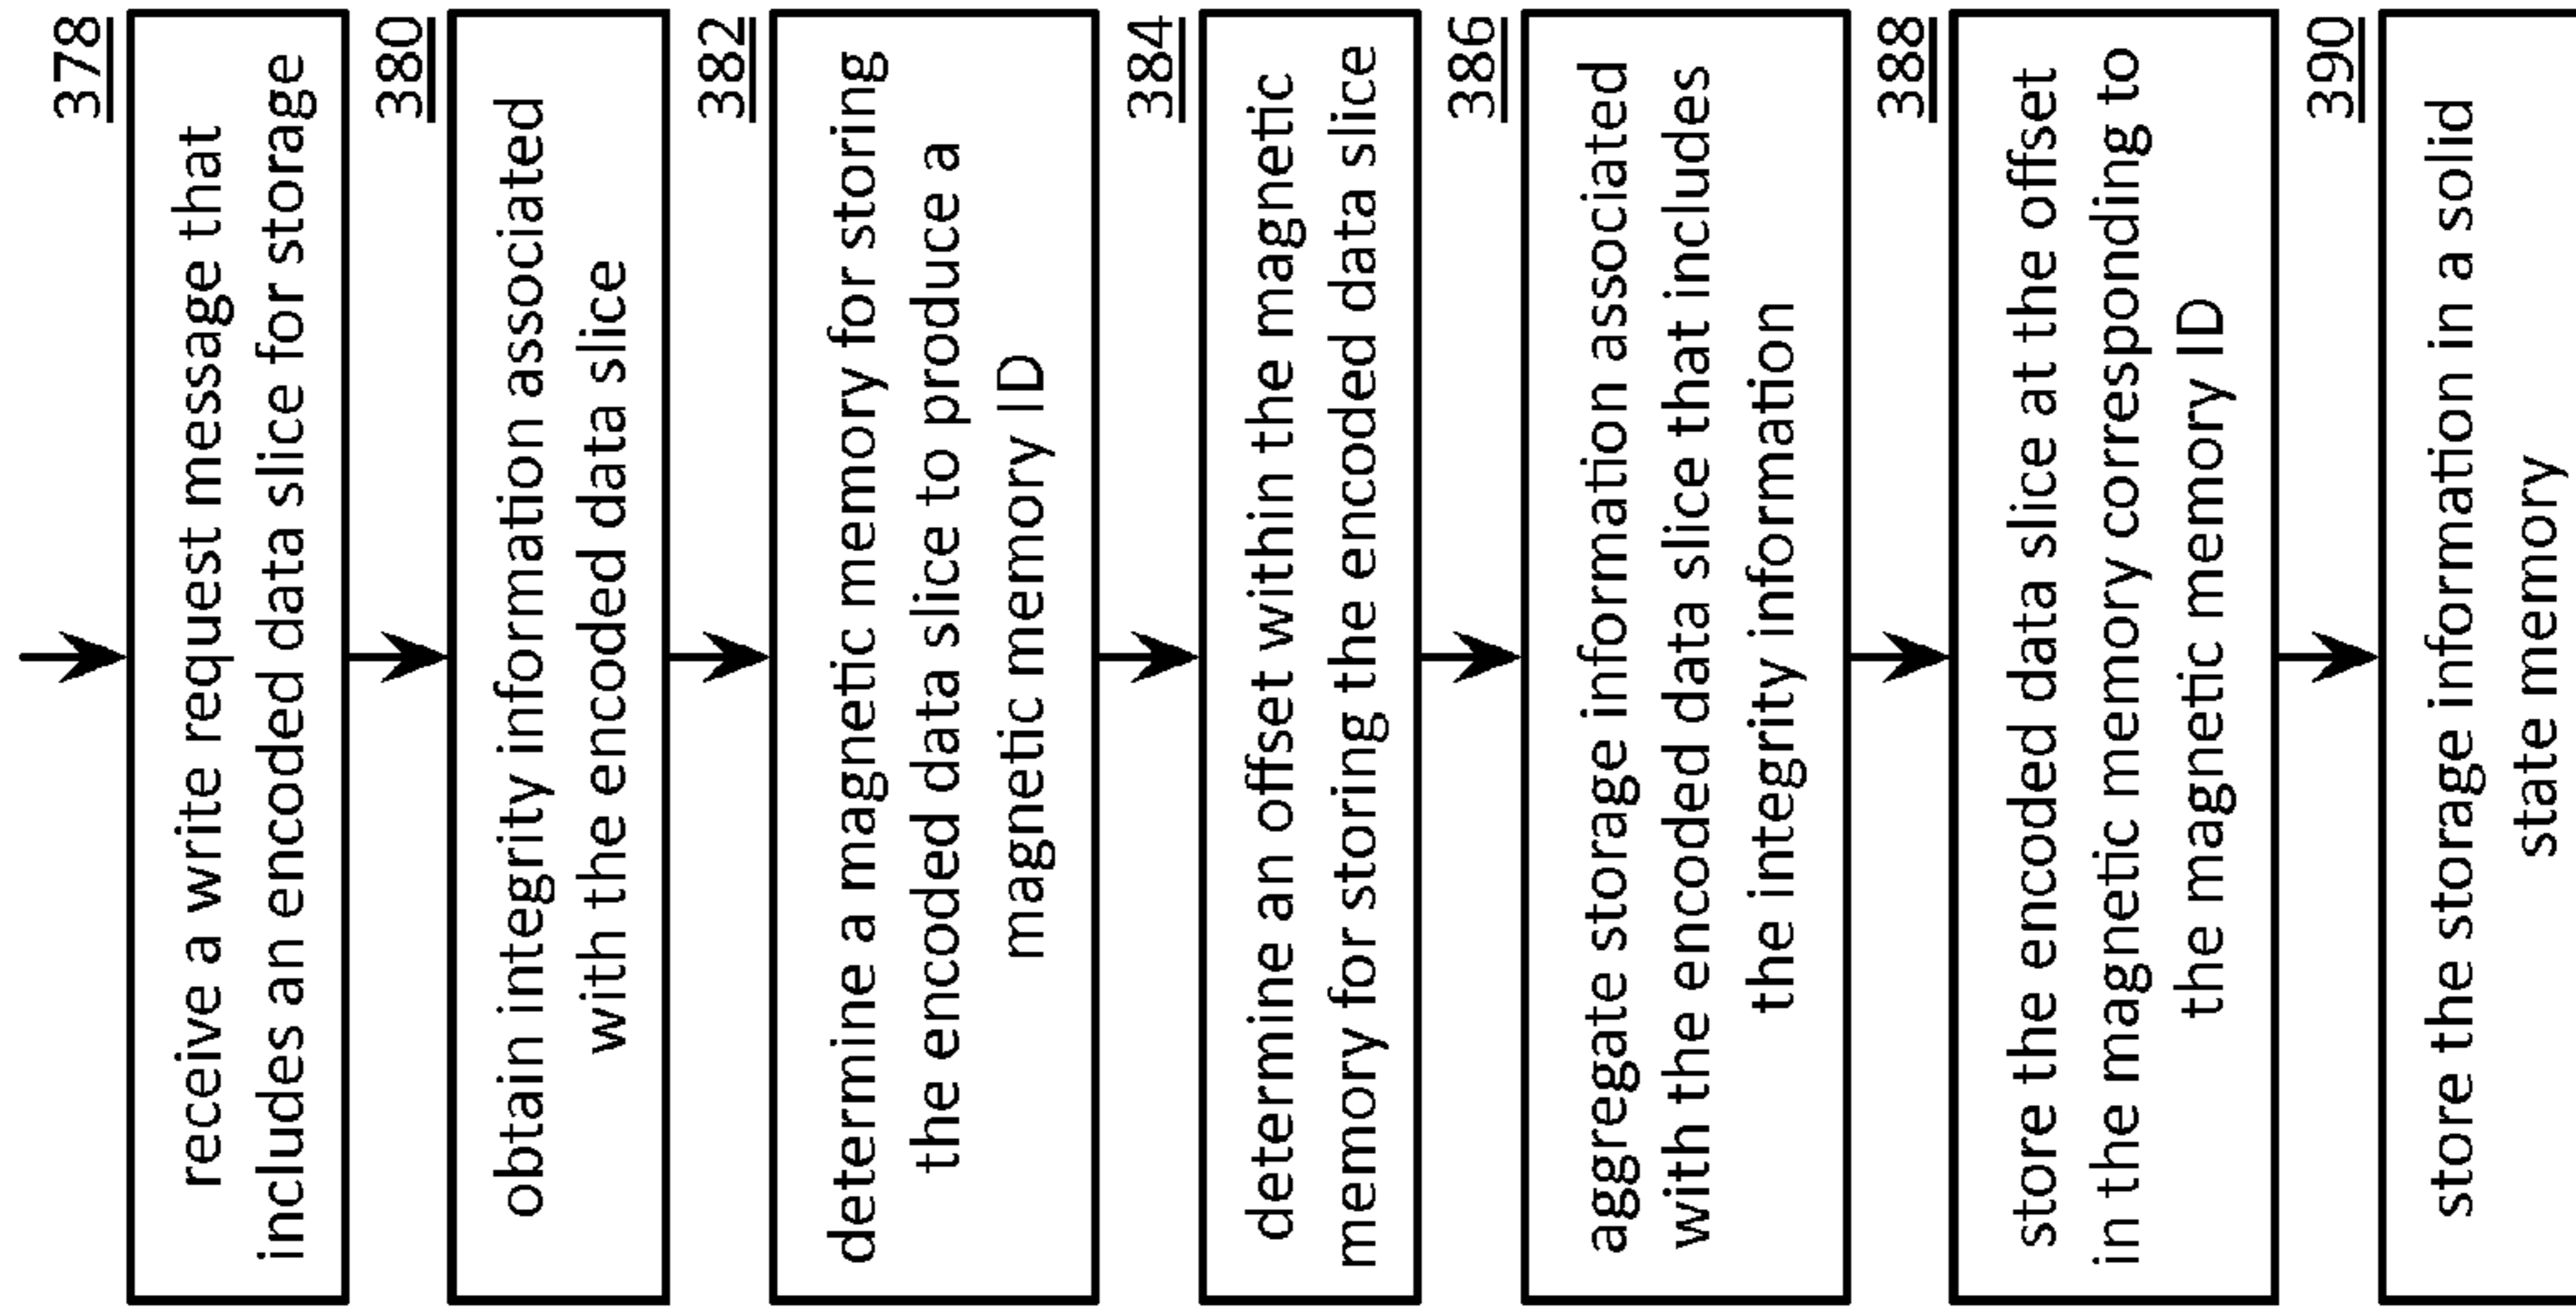 378
receive a write request message that
includes an encoded data slice for storage
380
obtain integrity information associated
with the encoded data slice
382
determine a magnetic memory for storing
the encoded data slice to produce a
magnetic memory ID
384
determine an offset within the magnetic
memory for storing the encoded data slice
386
aggregate storage information associated
with the encoded data slice that includes
the integrity information
388
store the encoded data slice at the offset
in the magnetic memory corresponding to
the magnetic memory ID
390
store the storage information in a solid
state memory